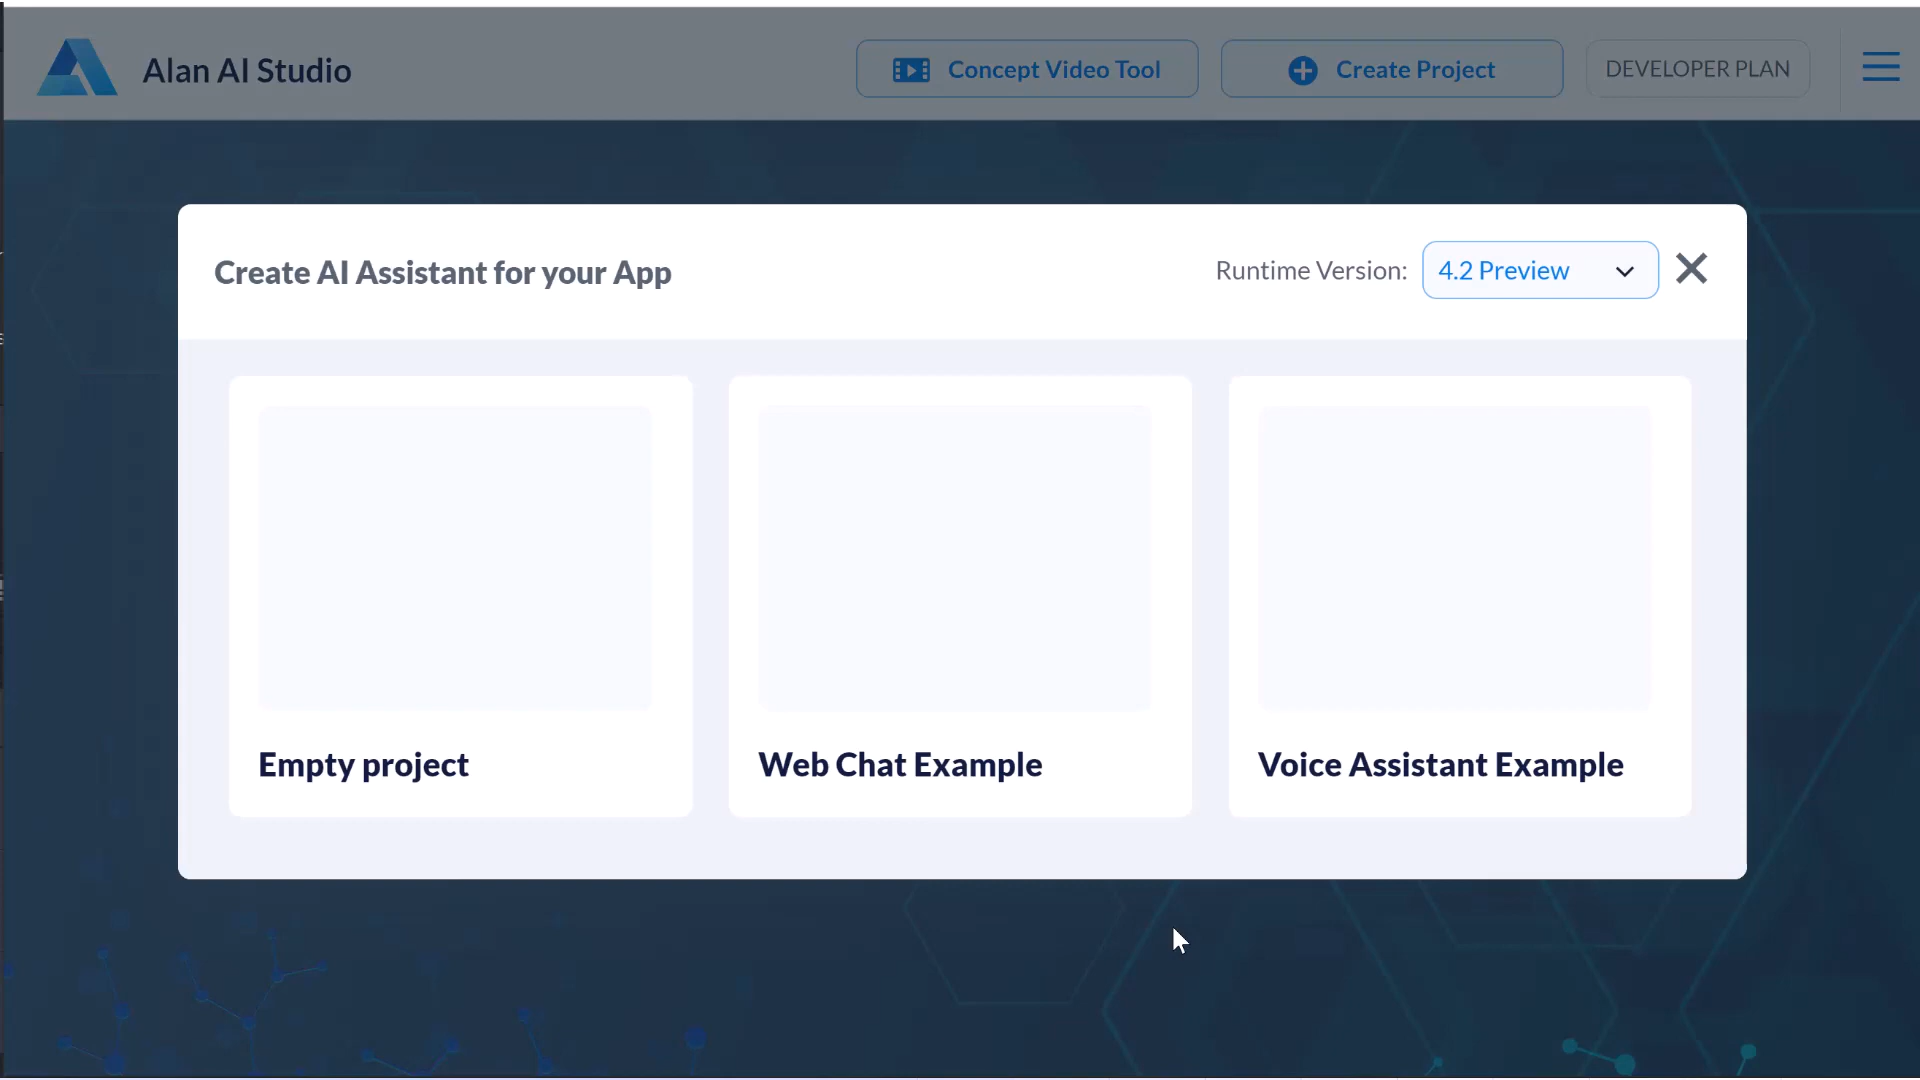 Alan AI Studio
Concept Video Tool
Create Project
DEVELOPER PLAN
Create AI Assistant for your App
Runtime Version:
4.2 Preview
Empty project
Web Chat Example
Voice Assistant Example